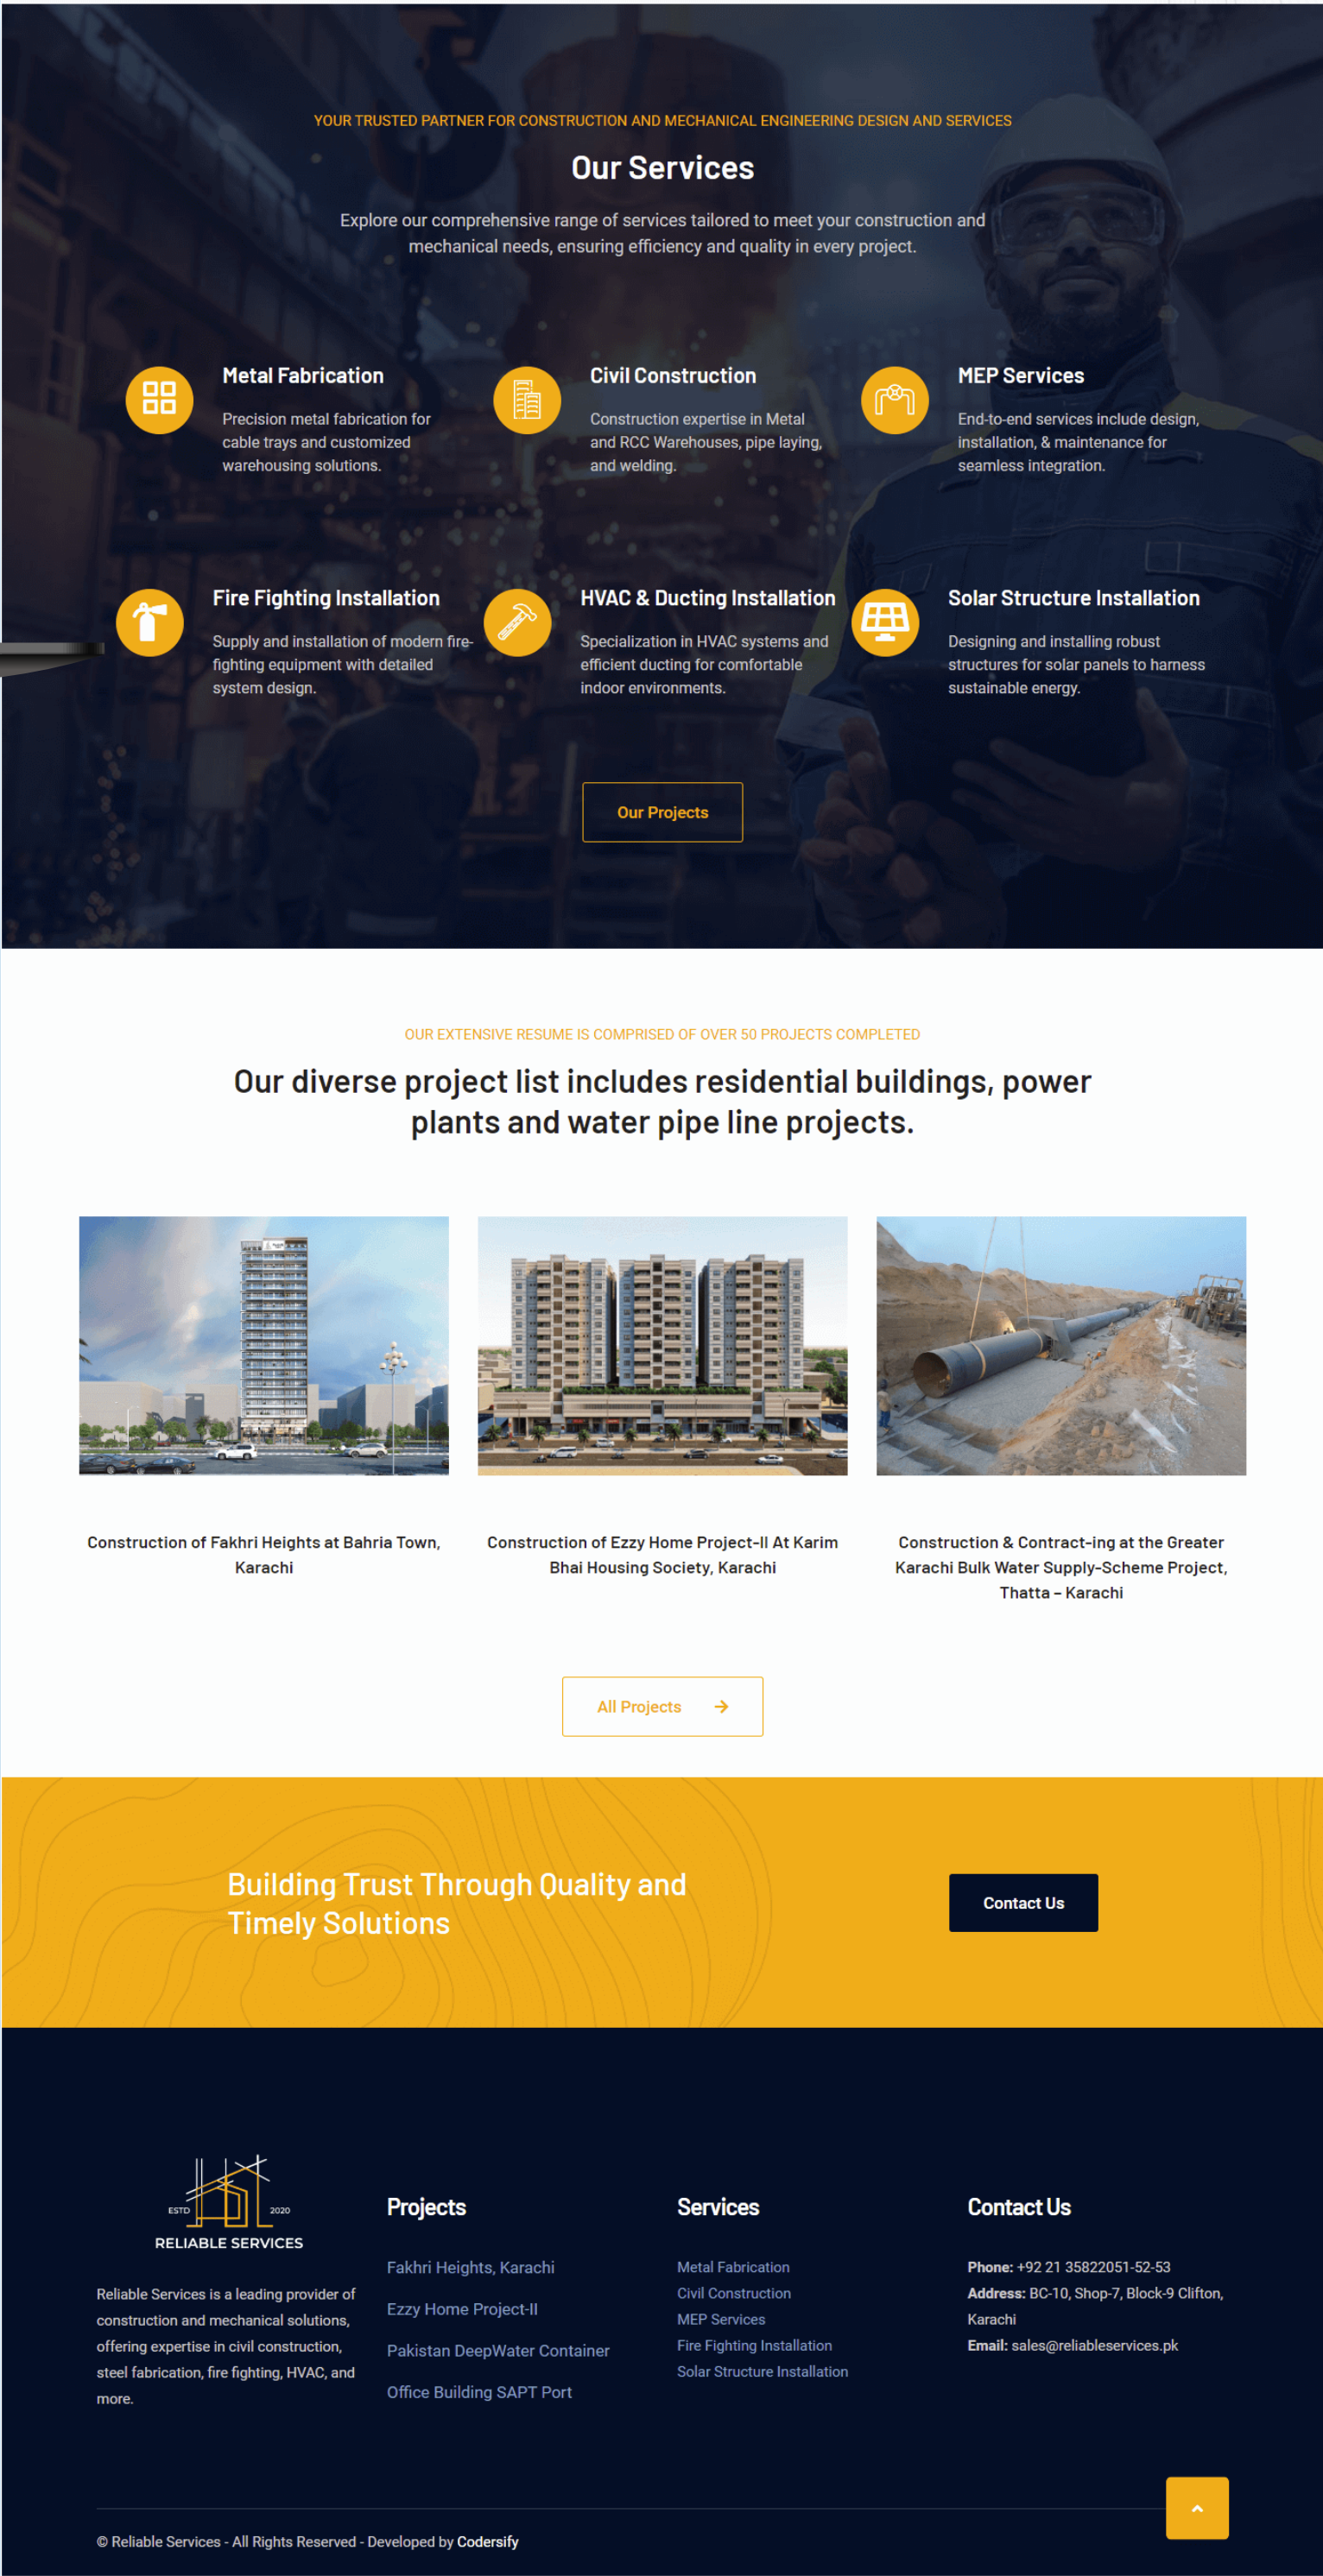 YOUR TRUSTED PARTNER FOR CONSTRUCTION AND MECHANICAL ENGINEERING DESIGN AND SERVICES
Our Services
Explore our comprehensive range of services tailored to meet your construction and
mechanical needs, ensuring efficiency and quality in every project.
Metal Fabrication
Precision metal fabrication for
cable trays and customized
warehousing solutions.
Civil Construction
Construction expertise in Metal
and RCC Warehouses, pipe laying,
and welding.
MEP Services
End-to-end services include design,
installation, & maintenance for
seamless integration.
Fire Fighting Installation
Supply and installation of modern fire-
fighting equipment with detailed
system design.
HVAC & Ducting Installation
Specialization in HVAC systems and
efficient ducting for comfortable
indoor environments.
Solar Structure Installation
Designing and installing robust
structures for solar panels to harness
sustainable energy.
Our Projects
OUR EXTENSIVE RESUME IS COMPRISED OF OVER 50 PROJECTS COMPLETED
Our diverse project list includes residential buildings, power
plants and water pipe line projects.
Construction of Fakhri Heights at Bahria Town,
Karachi
Construction of Ezzy Home Project-II At Karim
Bhai Housing Society, Karachi
Construction & Contract-ing at the Greater
Karachi Bulk Water Supply-Scheme Project,
Thatta – Karachi
All Projects
Building Trust Through Quality and
Timely Solutions
Contact Us
ESTD 2020
RELIABLE SERVICES
Reliable Services is a leading provider of
construction and mechanical solutions,
offering expertise in civil construction,
steel fabrication, fire fighting, HVAC, and
more.
Projects
Fakhri Heights, Karachi
Ezzy Home Project-II
Pakistan DeepWater Container
Office Building SAPT Port
Services
Metal Fabrication
Civil Construction
MEP Services
Fire Fighting Installation
Solar Structure Installation
Contact Us
Phone: +92 21 35822051-52-53
Address: BC-10, Shop-7, Block-9 Clifton,
Karachi
Email: sales@reliableservices.pk
© Reliable Services - All Rights Reserved - Developed by Codersify